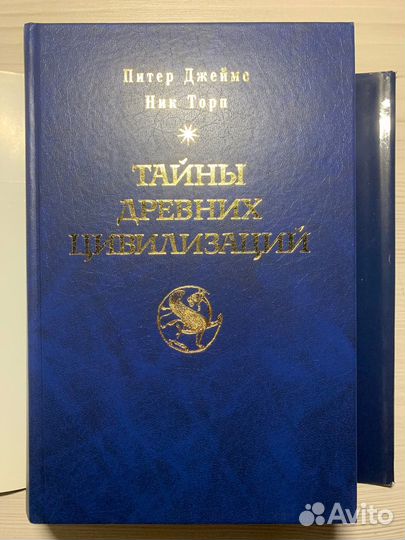 Питер Джеймс
Ник Торп
ТАЙНЫ
ДРЕВНИХ
ЦИВИЛИЗАЦИЙ
Avito